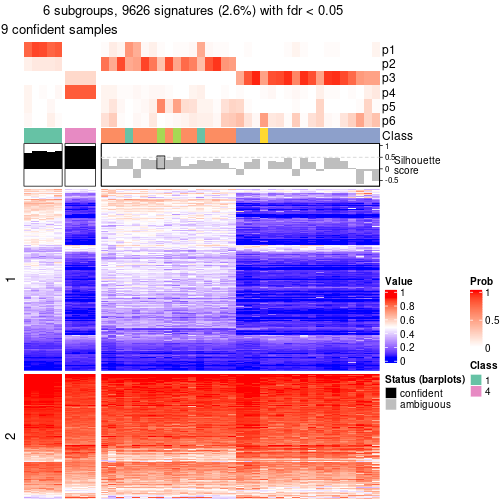 6 subgroups, 9626 signatures (2.6%) with fdr < 0.05
9 confident samples
p1
p2
p3
p4
p5
p6
Class
1
0.5
0
-0.5
Silhouette
score
1
2
Value
1
0.8
0.6
0.4
0.2
0
Prob
1
0.5
0
Status (barplots)
confident
ambiguous
Class
1
4